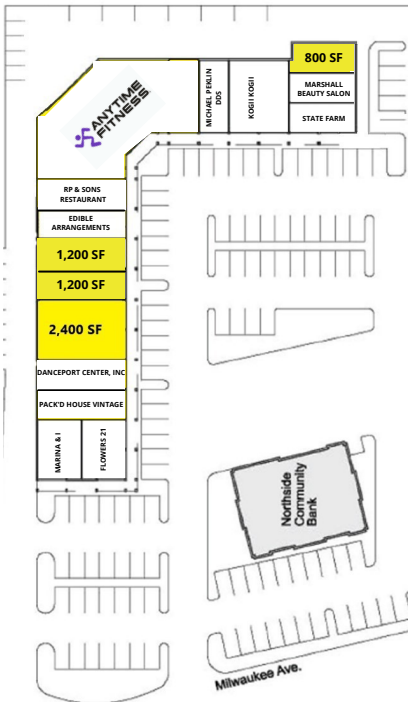 800 SF
MARSHALL
BEAUTY SALON
STATE FARM
KOGII KOGII
MICHAEL PEKLIN
DDS
ANYTIME
FITNESS
RP & SONS
RESTAURANT
EDIBLE
ARRANGEMENTS
1,200 SF
1,200 SF
2,400 SF
DANCEPORT CENTER, INC
PACK'D HOUSE VINTAGE
MARINA & I
FLOWERS 21
Northside
Community
Bank
Milwaukee Ave.